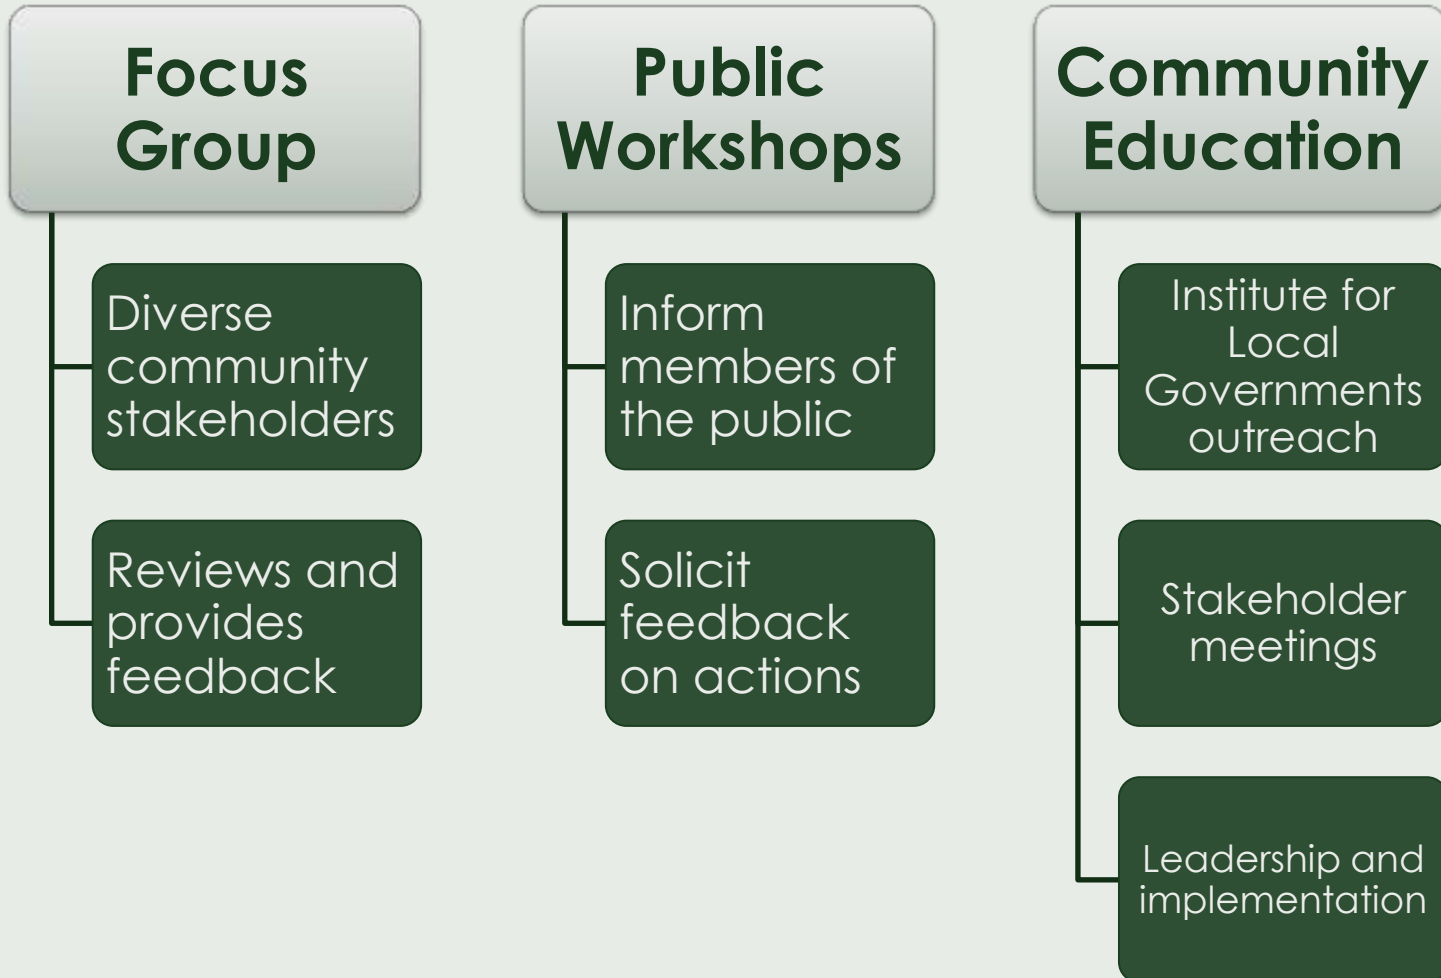 Focus
Group
Diverse
community
stakeholders
Reviews and
provides
feedback
Public
Workshops
Inform
members of
the public
Solicit
feedback
on actions
Community
Education
Institute for
Local
Governments
outreach
Stakeholder
meetings
Leadership and
implementation